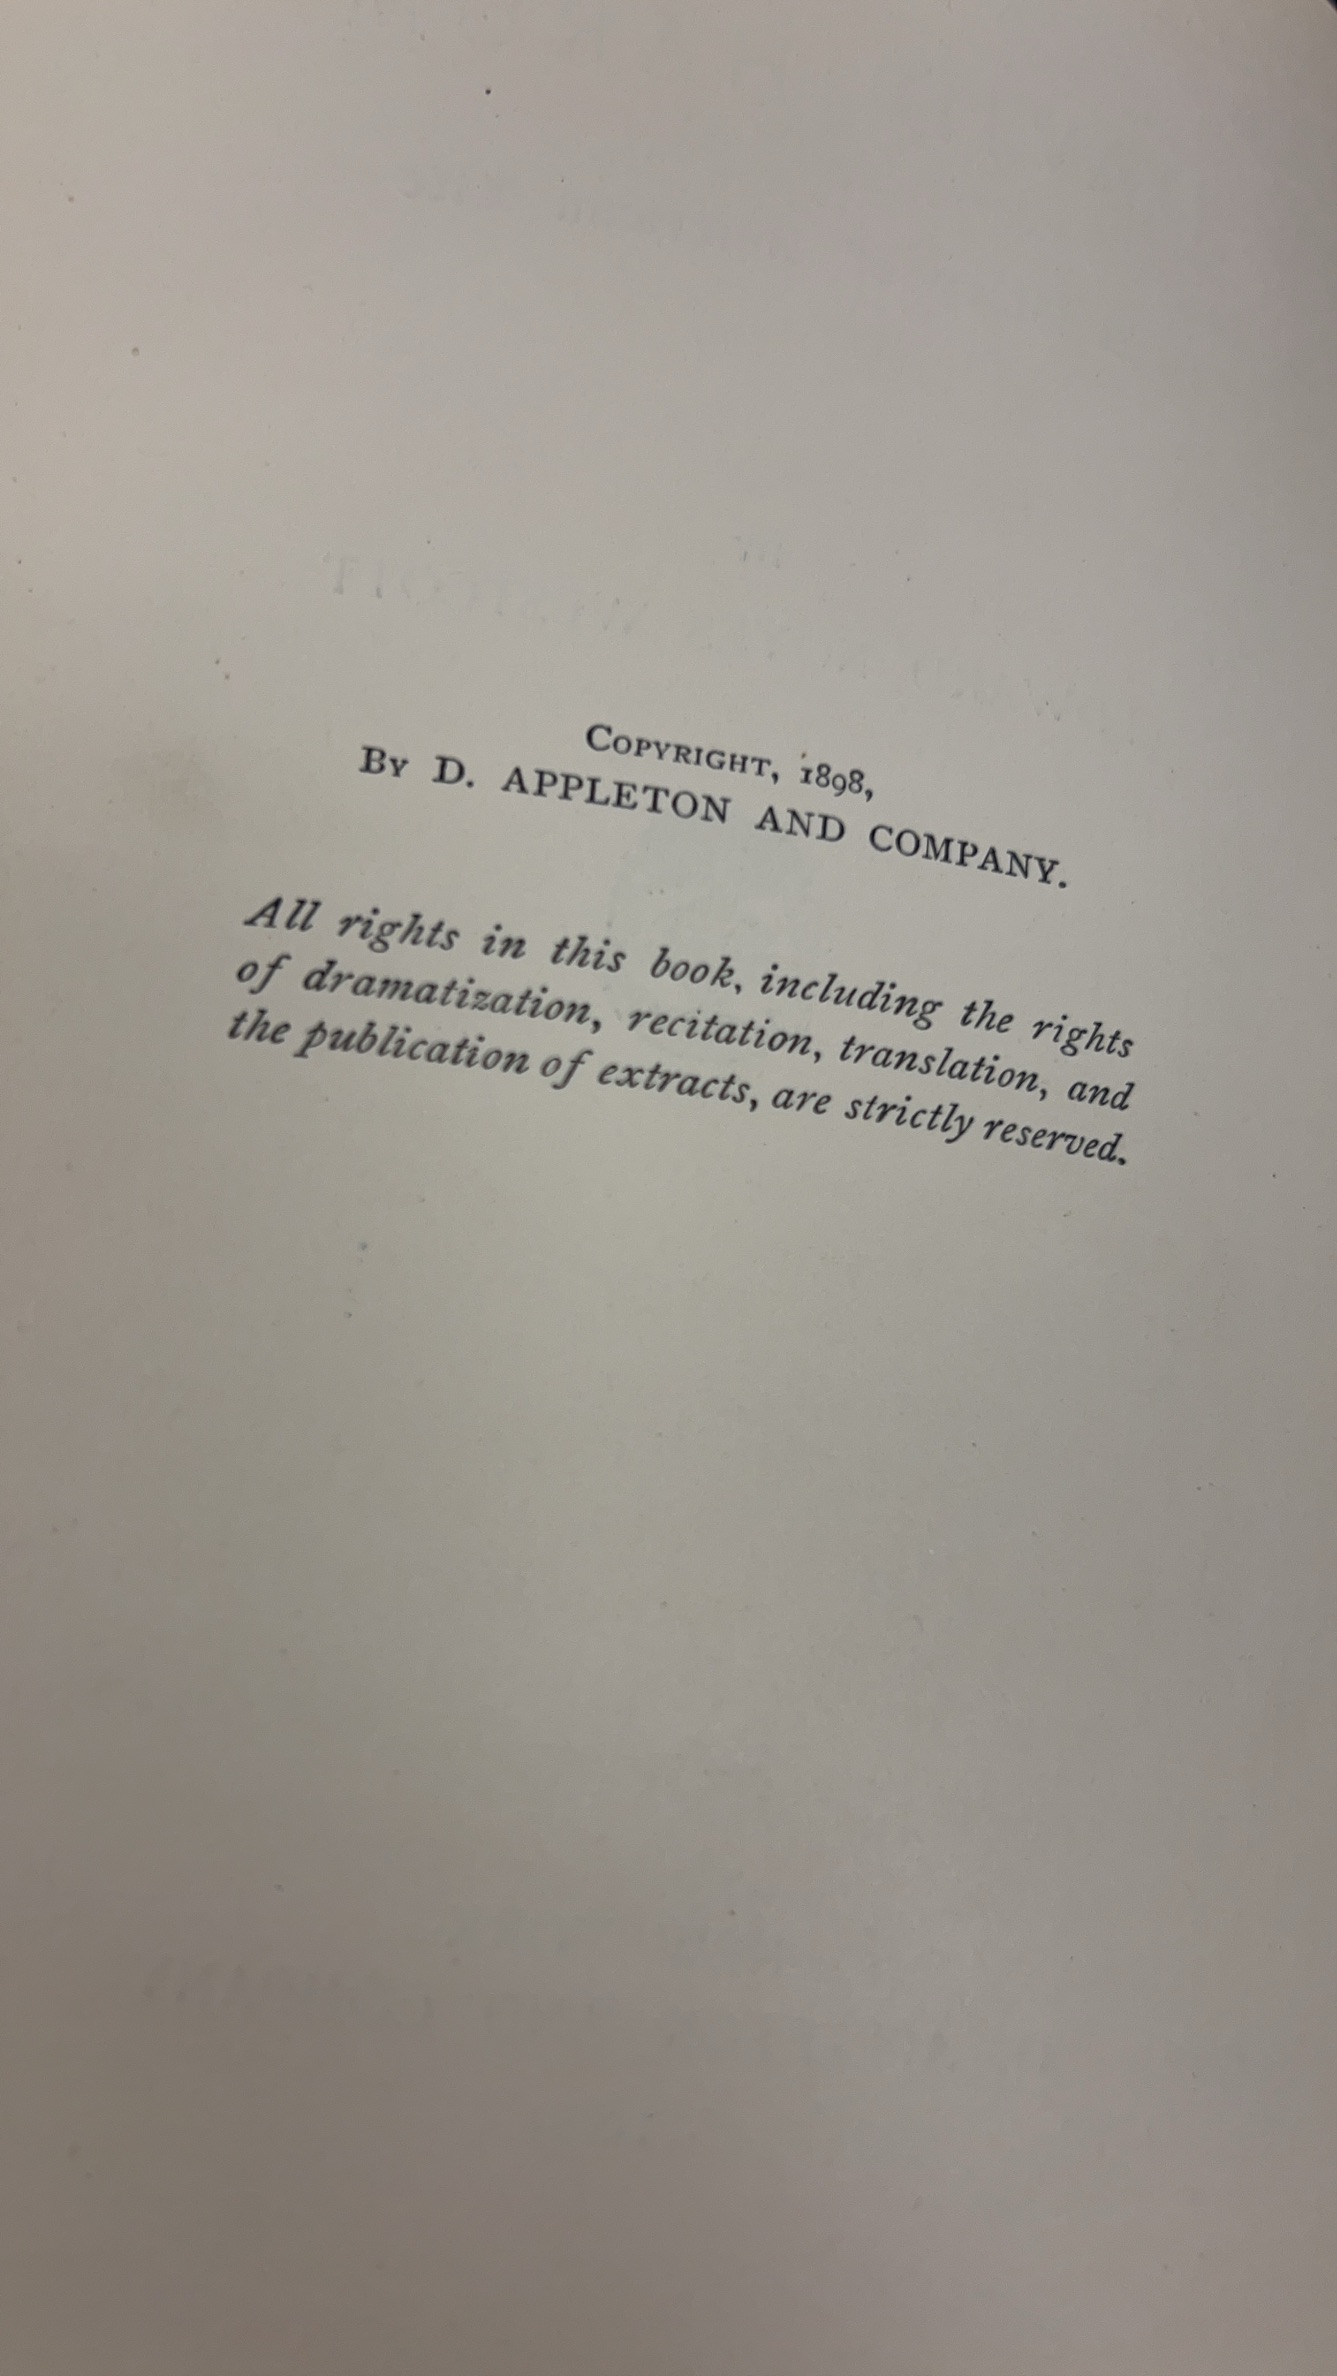 Copyright, 1898,
By D. APPLETON AND COMPANY.
All rights in this book, including the rights
of dramatization, recitation, translation, and
the publication of extracts, are strictly reserved.